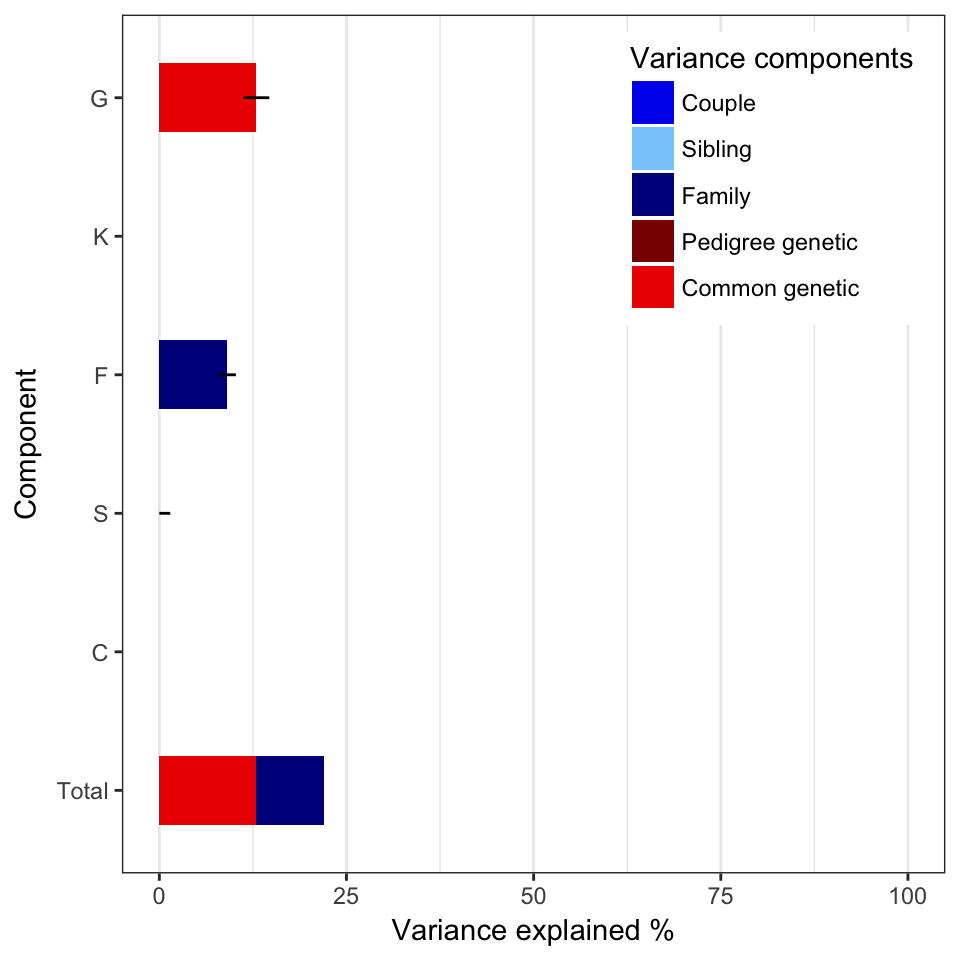 Variance components
Couple
Sibling
Family
Pedigree genetic
Common genetic
G
K
F
S
C
Total
Component
0 25 50 75 100
Variance explained %